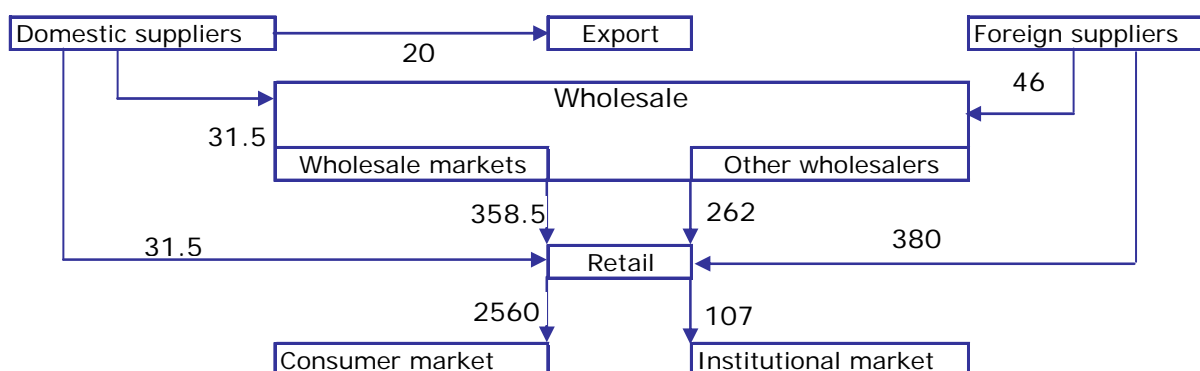 Domestic suppliers
Export
Foreign suppliers
20
46
Wholesale
31.5
Wholesale markets
Other wholesalers
358.5
262
31.5
380
Retail
2560
107
Consumer market
Institutional market